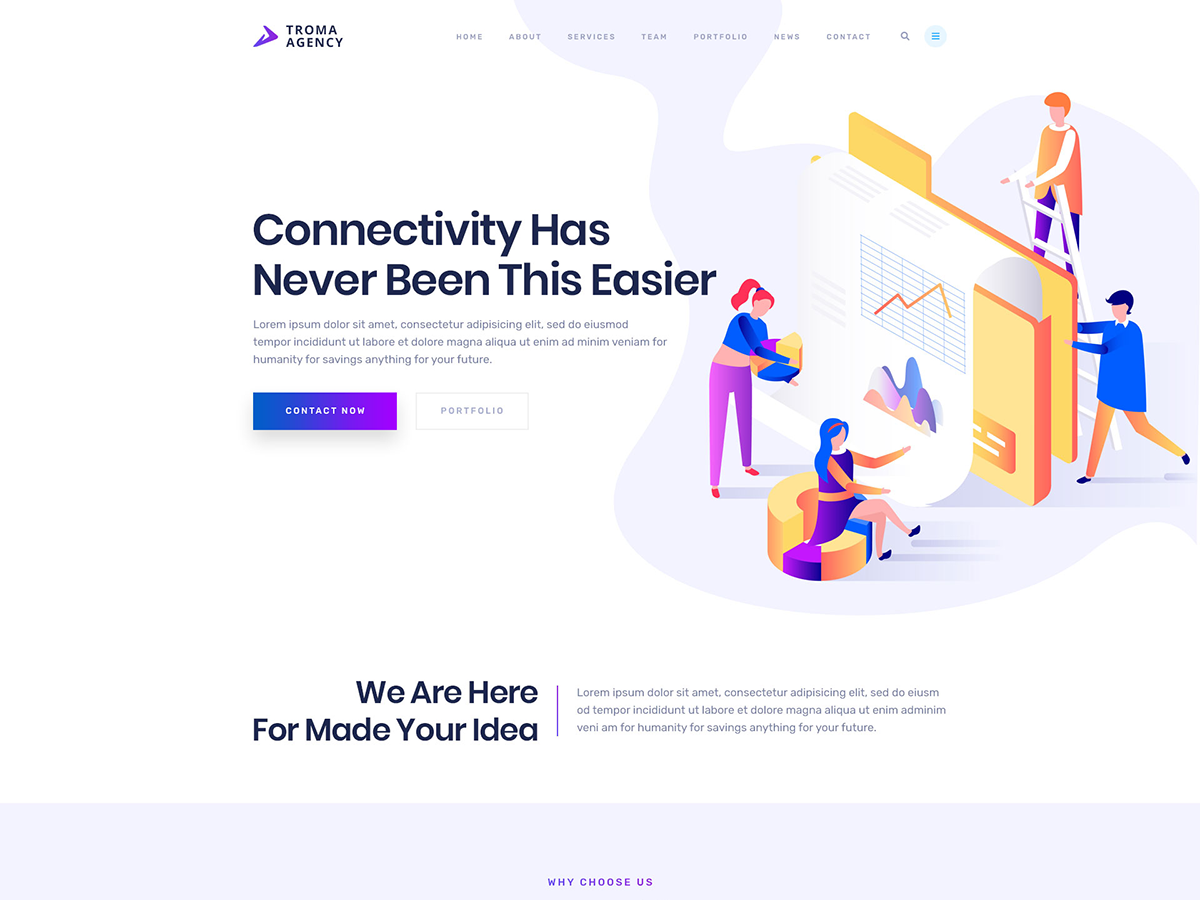 TROMA
AGENCY
HOME ABOUT SERVICES TEAM PORTFOLIO NEWS CONTACT
Connectivity Has
Never Been This Easier
Lorem ipsum dolor sit amet, consectetur adipisicing elit, sed do eiusmod
tempor incididunt ut labore et dolore magna aliqua ut enim ad minim veniam for
humanity for savings anything for your future.
CONTACT NOW PORTFOLIO
We Are Here
For Made Your Idea
Lorem ipsum dolor sit amet, consectetur adipisicing elit, sed do eiusm
od tempor incididunt ut labore et dolore magna aliqua ut enim adminim
veni am for humanity for savings anything for your future.
WHY CHOOSE US